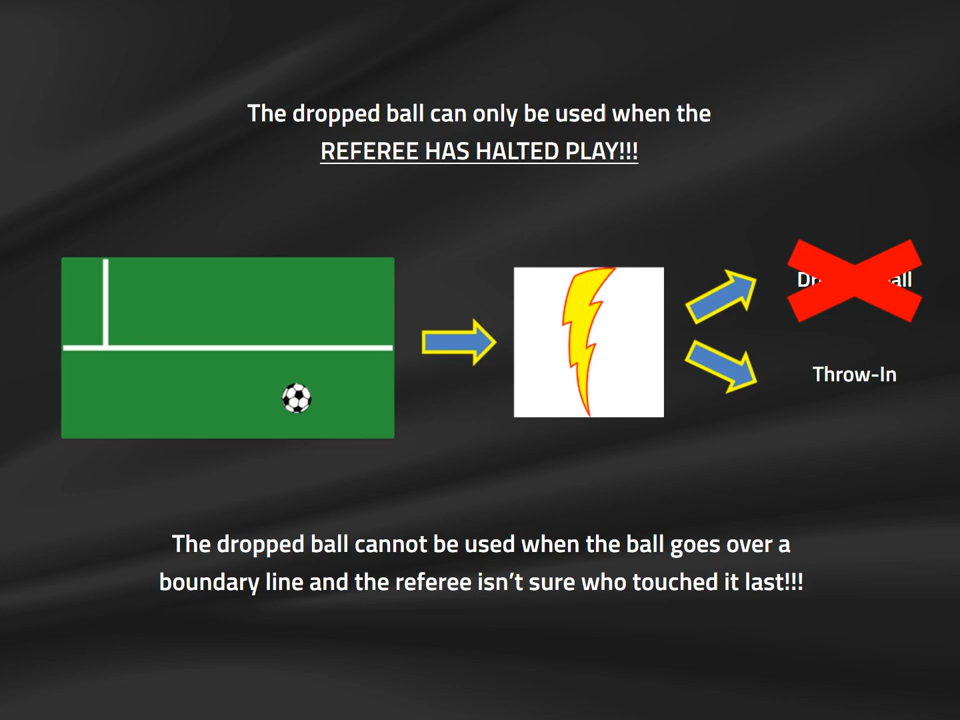 The dropped ball can only be used when the
REFEREE HAS HALTED PLAY!!!
Throw-In
The dropped ball cannot be used when the ball goes over a
boundary line and the referee isn’t sure who touched it last!!!